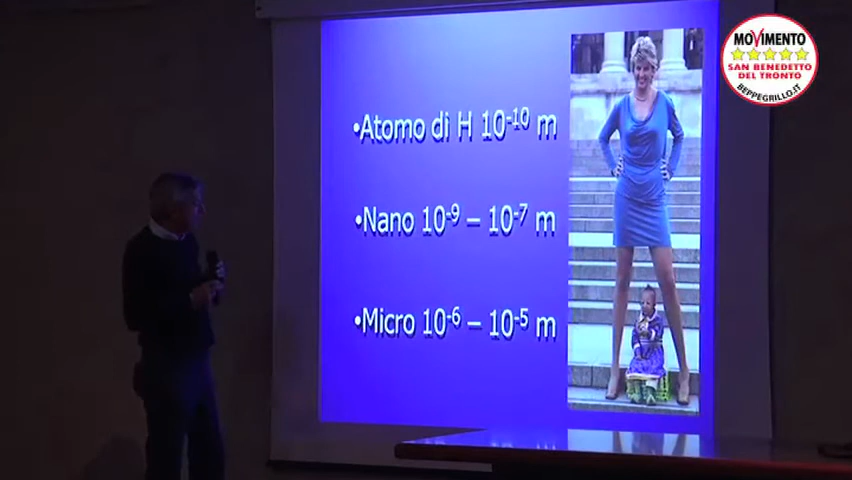 •Atomo di H 10⁻¹⁰ m
•Nano 10⁻⁹ – 10⁻⁷ m
•Micro 10⁻⁶ – 10⁻⁵ m
MOVIMENTO
SAN BENEDETTO
DEL TRONTO
BEPPEGRILLO.IT